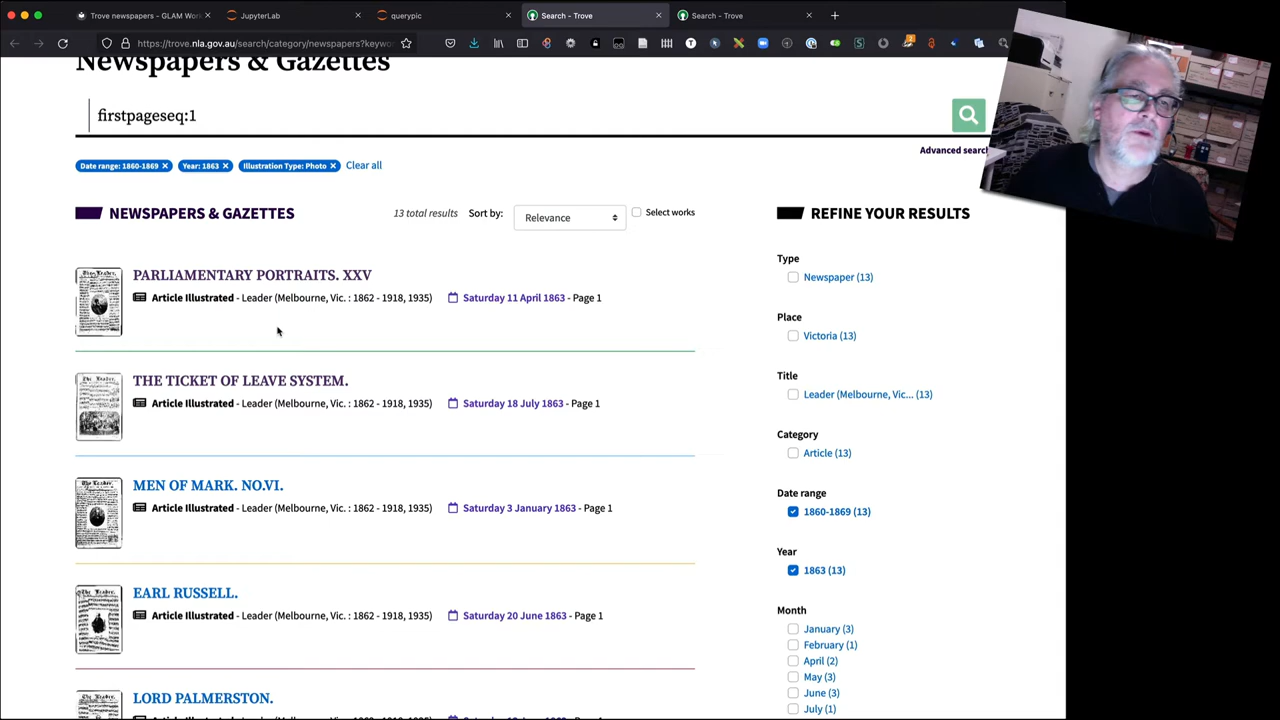 Trove newspapers - GLAM Wor
JupyterLab
querypic
Search - Trove
Search - Trove
https://trove.nla.gov.au/search/category/newspapers?keywo
Newspapers & Gazettes
firstpageseq:1
Advanced search
Date range: 1860-1869 × Year: 1863 × Illustration Type: Photo × Clear all
NEWSPAPERS & GAZETTES
13 total results Sort by: Relevance Select works
PARLIAMENTARY PORTRAITS. XXV
Article Illustrated - Leader (Melbourne, Vic. : 1862 - 1918, 1935) Saturday 11 April 1863 - Page 1
THE TICKET OF LEAVE SYSTEM.
Article Illustrated - Leader (Melbourne, Vic. : 1862 - 1918, 1935) Saturday 18 July 1863 - Page 1
MEN OF MARK. NO.VI.
Article Illustrated - Leader (Melbourne, Vic. : 1862 - 1918, 1935) Saturday 3 January 1863 - Page 1
EARL RUSSELL.
Article Illustrated - Leader (Melbourne, Vic. : 1862 - 1918, 1935) Saturday 20 June 1863 - Page 1
LORD PALMERSTON.
REFINE YOUR RESULTS
Type
Newspaper (13)
Place
Victoria (13)
Title
Leader (Melbourne, Vic... (13)
Category
Article (13)
Date range
1860-1869 (13)
Year
1863 (13)
Month
January (3)
February (1)
April (2)
May (3)
June (3)
July (1)